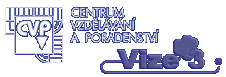 CVP
CENTRUM
VZDĚLÁVÁNÍ
A PORADENSTVÍ
Vize 3